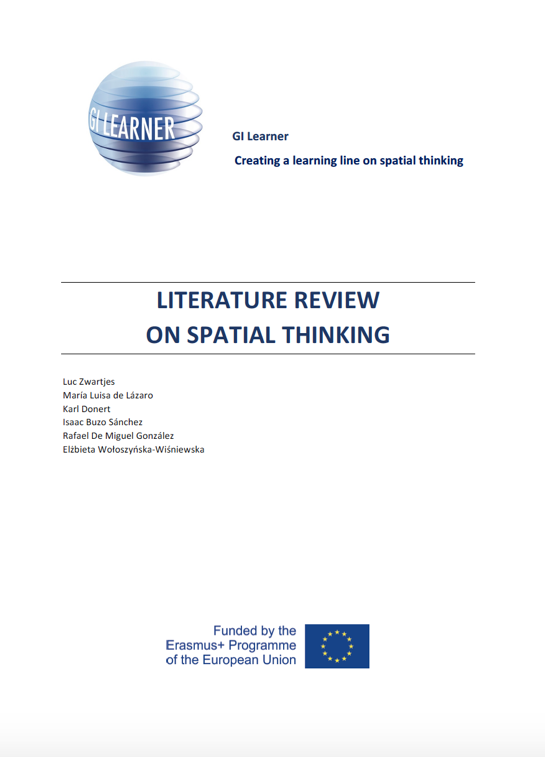 GI LEARNER
GI Learner
Creating a learning line on spatial thinking
LITERATURE REVIEW
ON SPATIAL THINKING
Luc Zwartjes
María Luisa de Lázaro
Karl Donert
Isaac Buzo Sánchez
Rafael De Miguel González
Elżbieta Wołoszyńska-Wiśniewska
Funded by the
Erasmus+ Programme
of the European Union